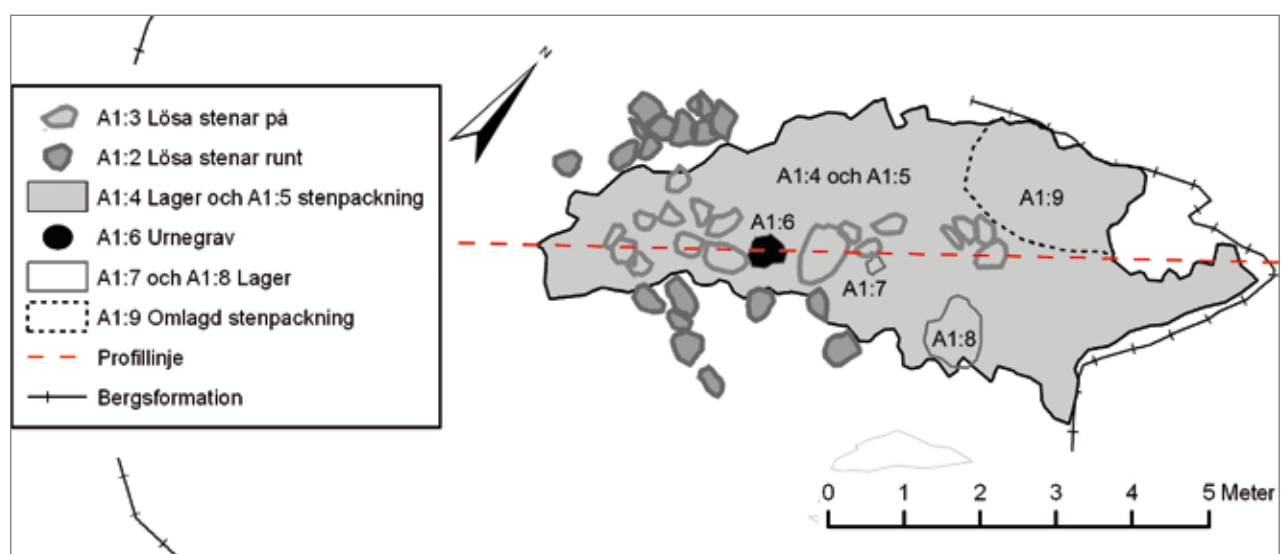 N
A1:3 Lösa stenar på
A1:2 Lösa stenar runt
A1:4 Lager och A1:5 stenpackning
A1:6 Urnegrav
A1:7 och A1:8 Lager
A1:9 Omlagd stenpackning
Profillinje
Bergsformation
A1:4 och A1:5
A1:9
A1:6
A1:7
A1:8
0 1 2 3 4 5 Meter